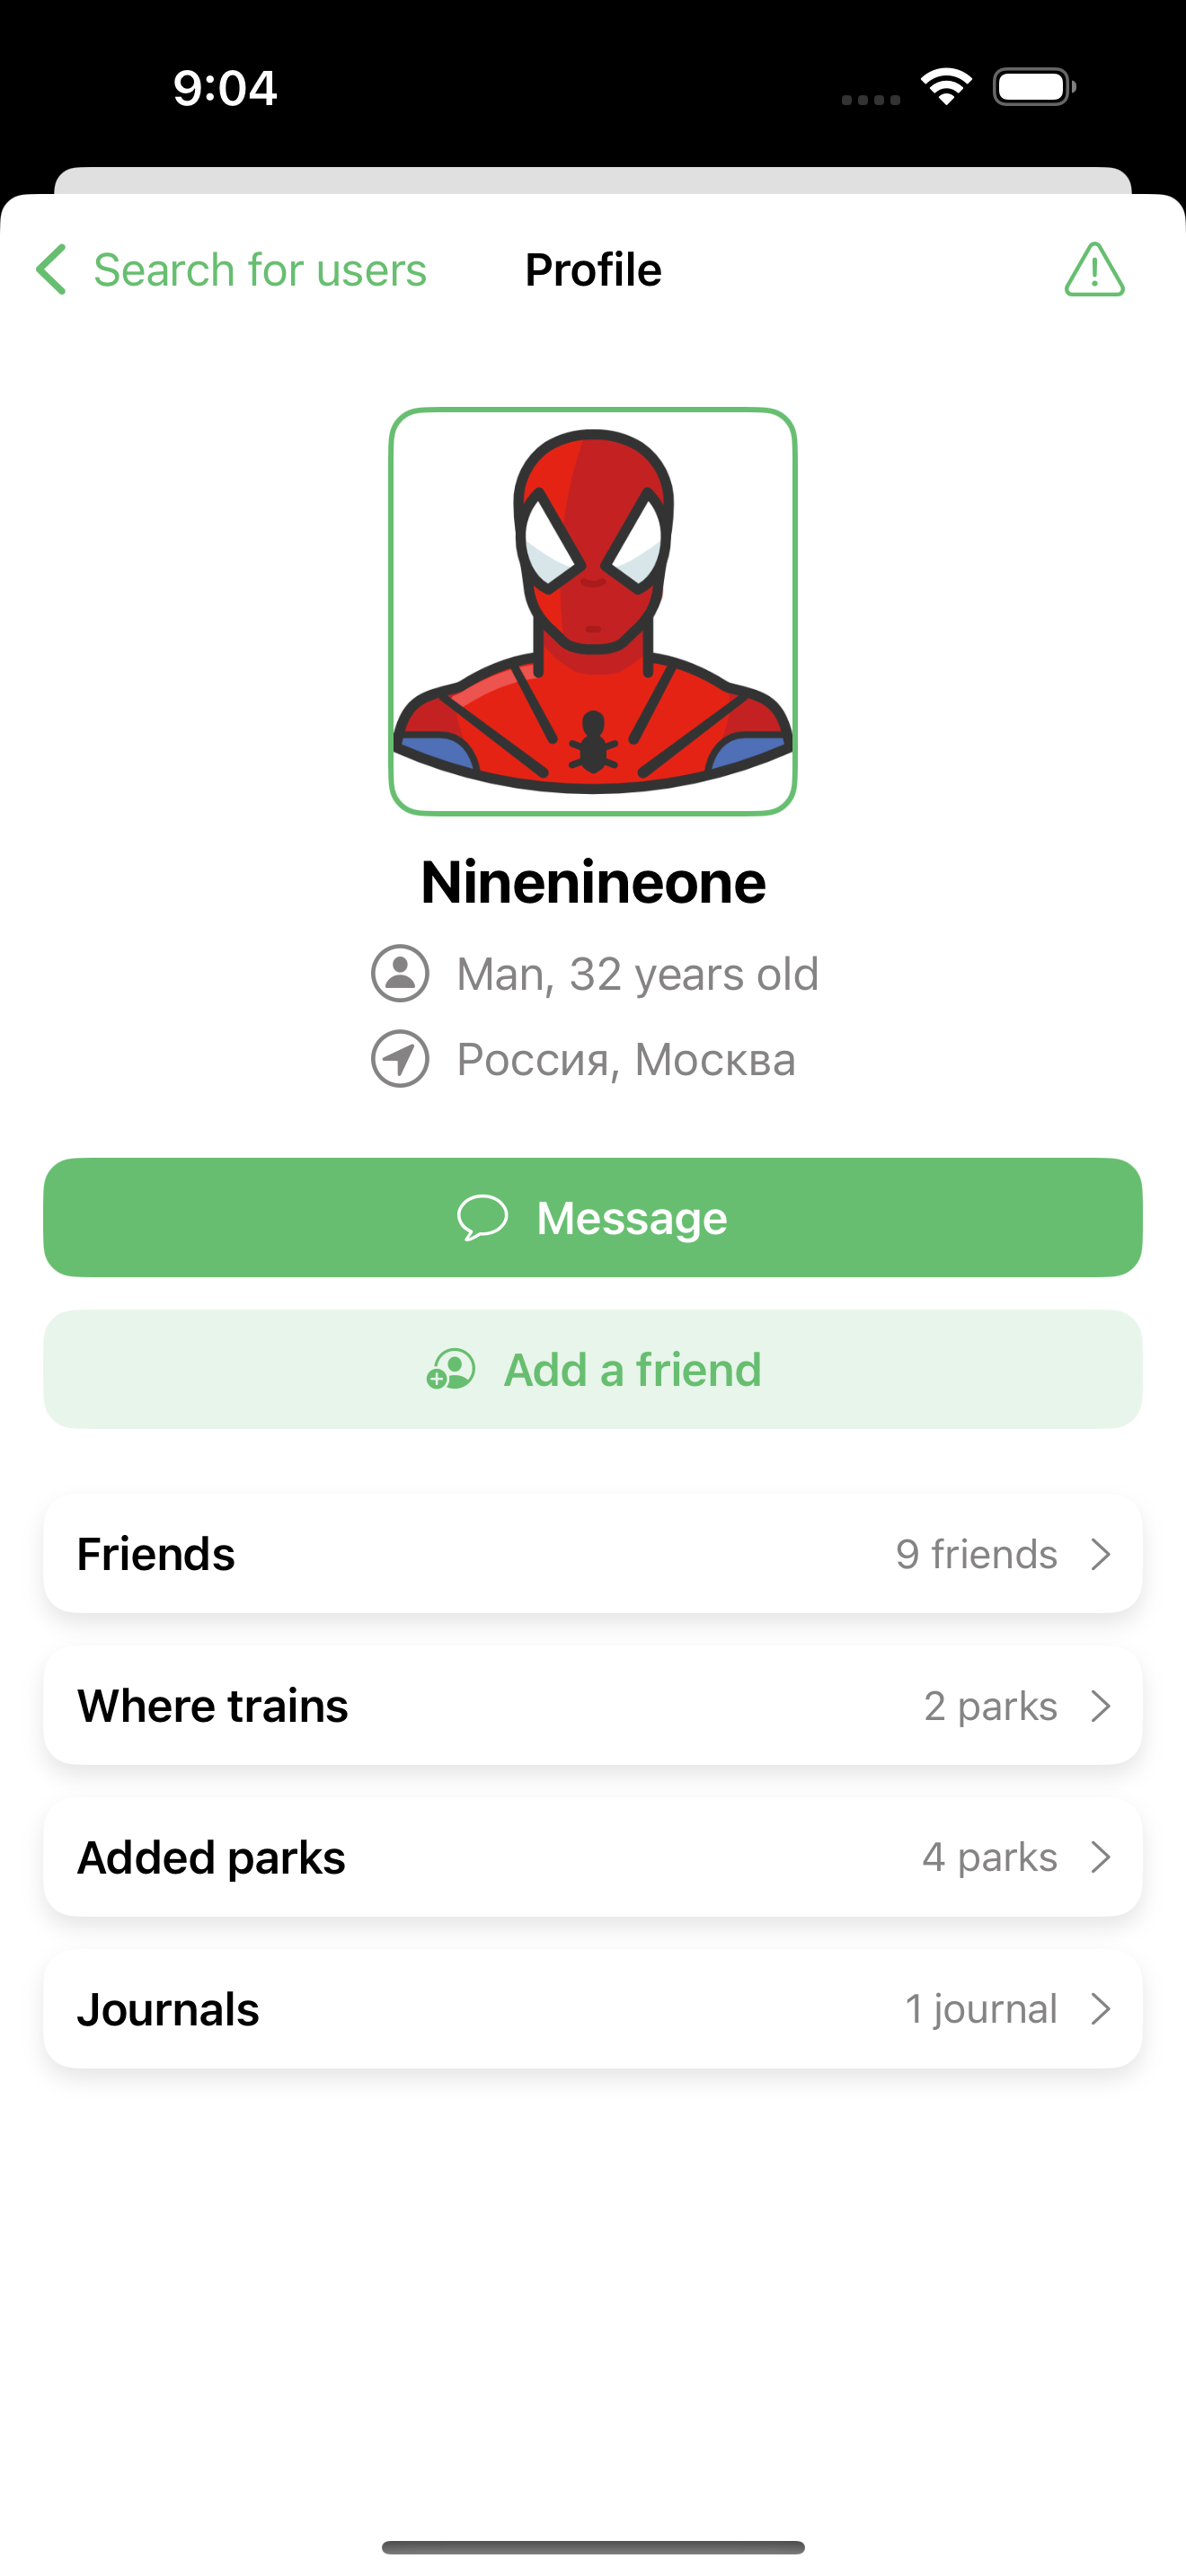 9:04
Search for users
Profile
Ninenineone
Man, 32 years old
Россия, Москва
Message
Add a friend
Friends
9 friends
Where trains
2 parks
Added parks
4 parks
Journals
1 journal